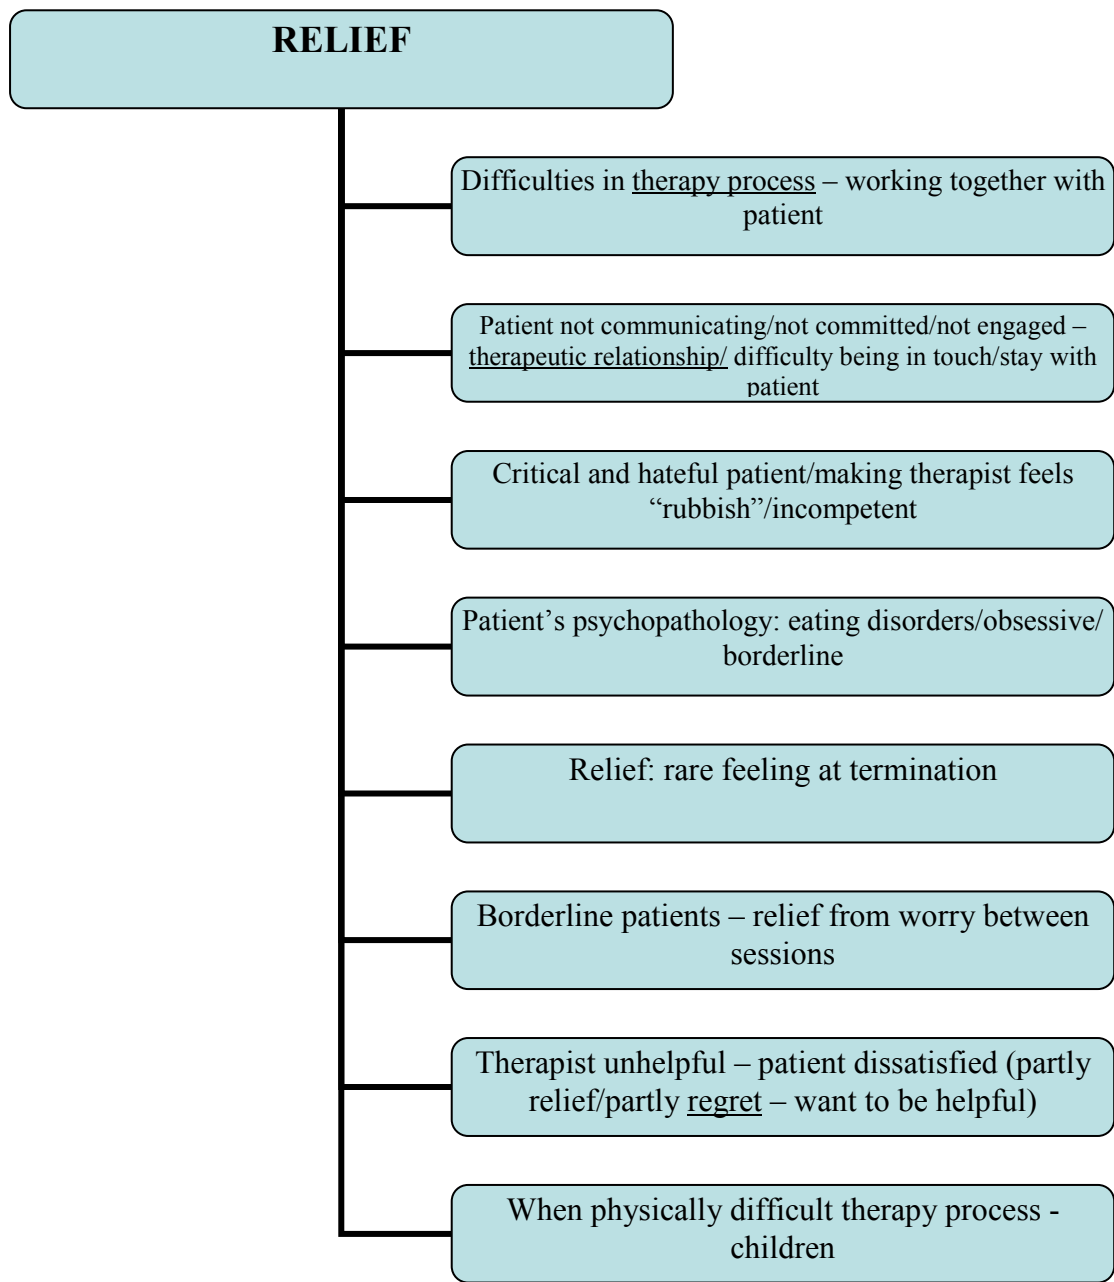 RELIEF
Difficulties in therapy process – working together with
patient
Patient not communicating/not committed/not engaged –
therapeutic relationship/ difficulty being in touch/stay with
patient
Critical and hateful patient/making therapist feels
“rubbish”/incompetent
Patient’s psychopathology: eating disorders/obsessive/
borderline
Relief: rare feeling at termination
Borderline patients – relief from worry between
sessions
Therapist unhelpful – patient dissatisfied (partly
relief/partly regret – want to be helpful)
When physically difficult therapy process -
children